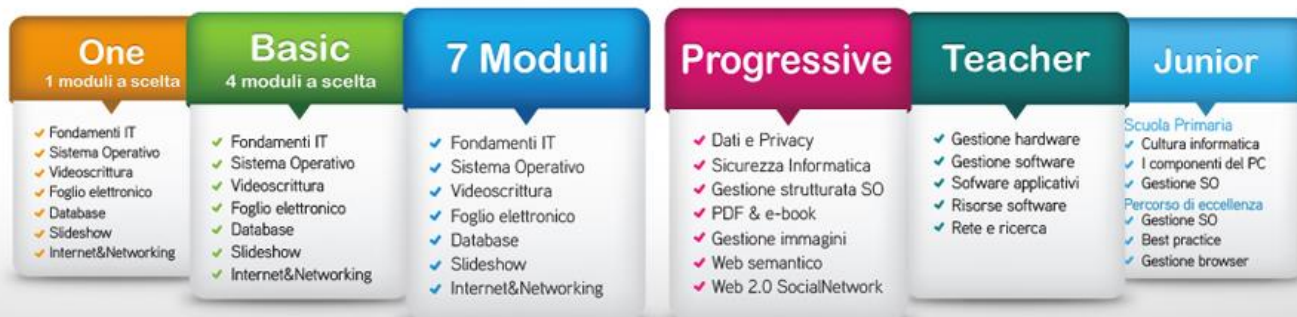 One
1 moduli a scelta
Fondamenti IT
Sistema Operativo
Videoscrittura
Foglio elettronico
Database
Slideshow
Internet&Networking
Basic
4 moduli a scelta
Fondamenti IT
Sistema Operativo
Videoscrittura
Foglio elettronico
Database
Slideshow
Internet&Networking
7 Moduli
Fondamenti IT
Sistema Operativo
Videoscrittura
Foglio elettronico
Database
Slideshow
Internet&Networking
Progressive
Dati e Privacy
Sicurezza Informatica
Gestione strutturata SO
PDF & e-book
Gestione immagini
Web semantico
Web 2.0 SocialNetwork
Teacher
Gestione hardware
Gestione software
Sofware applicativi
Risorse software
Rete e ricerca
Junior
Scuola Primaria
Cultura informatica
I componenti del PC
Gestione SO
Percorso di eccellenza
Gestione SO
Best practice
Gestione browser